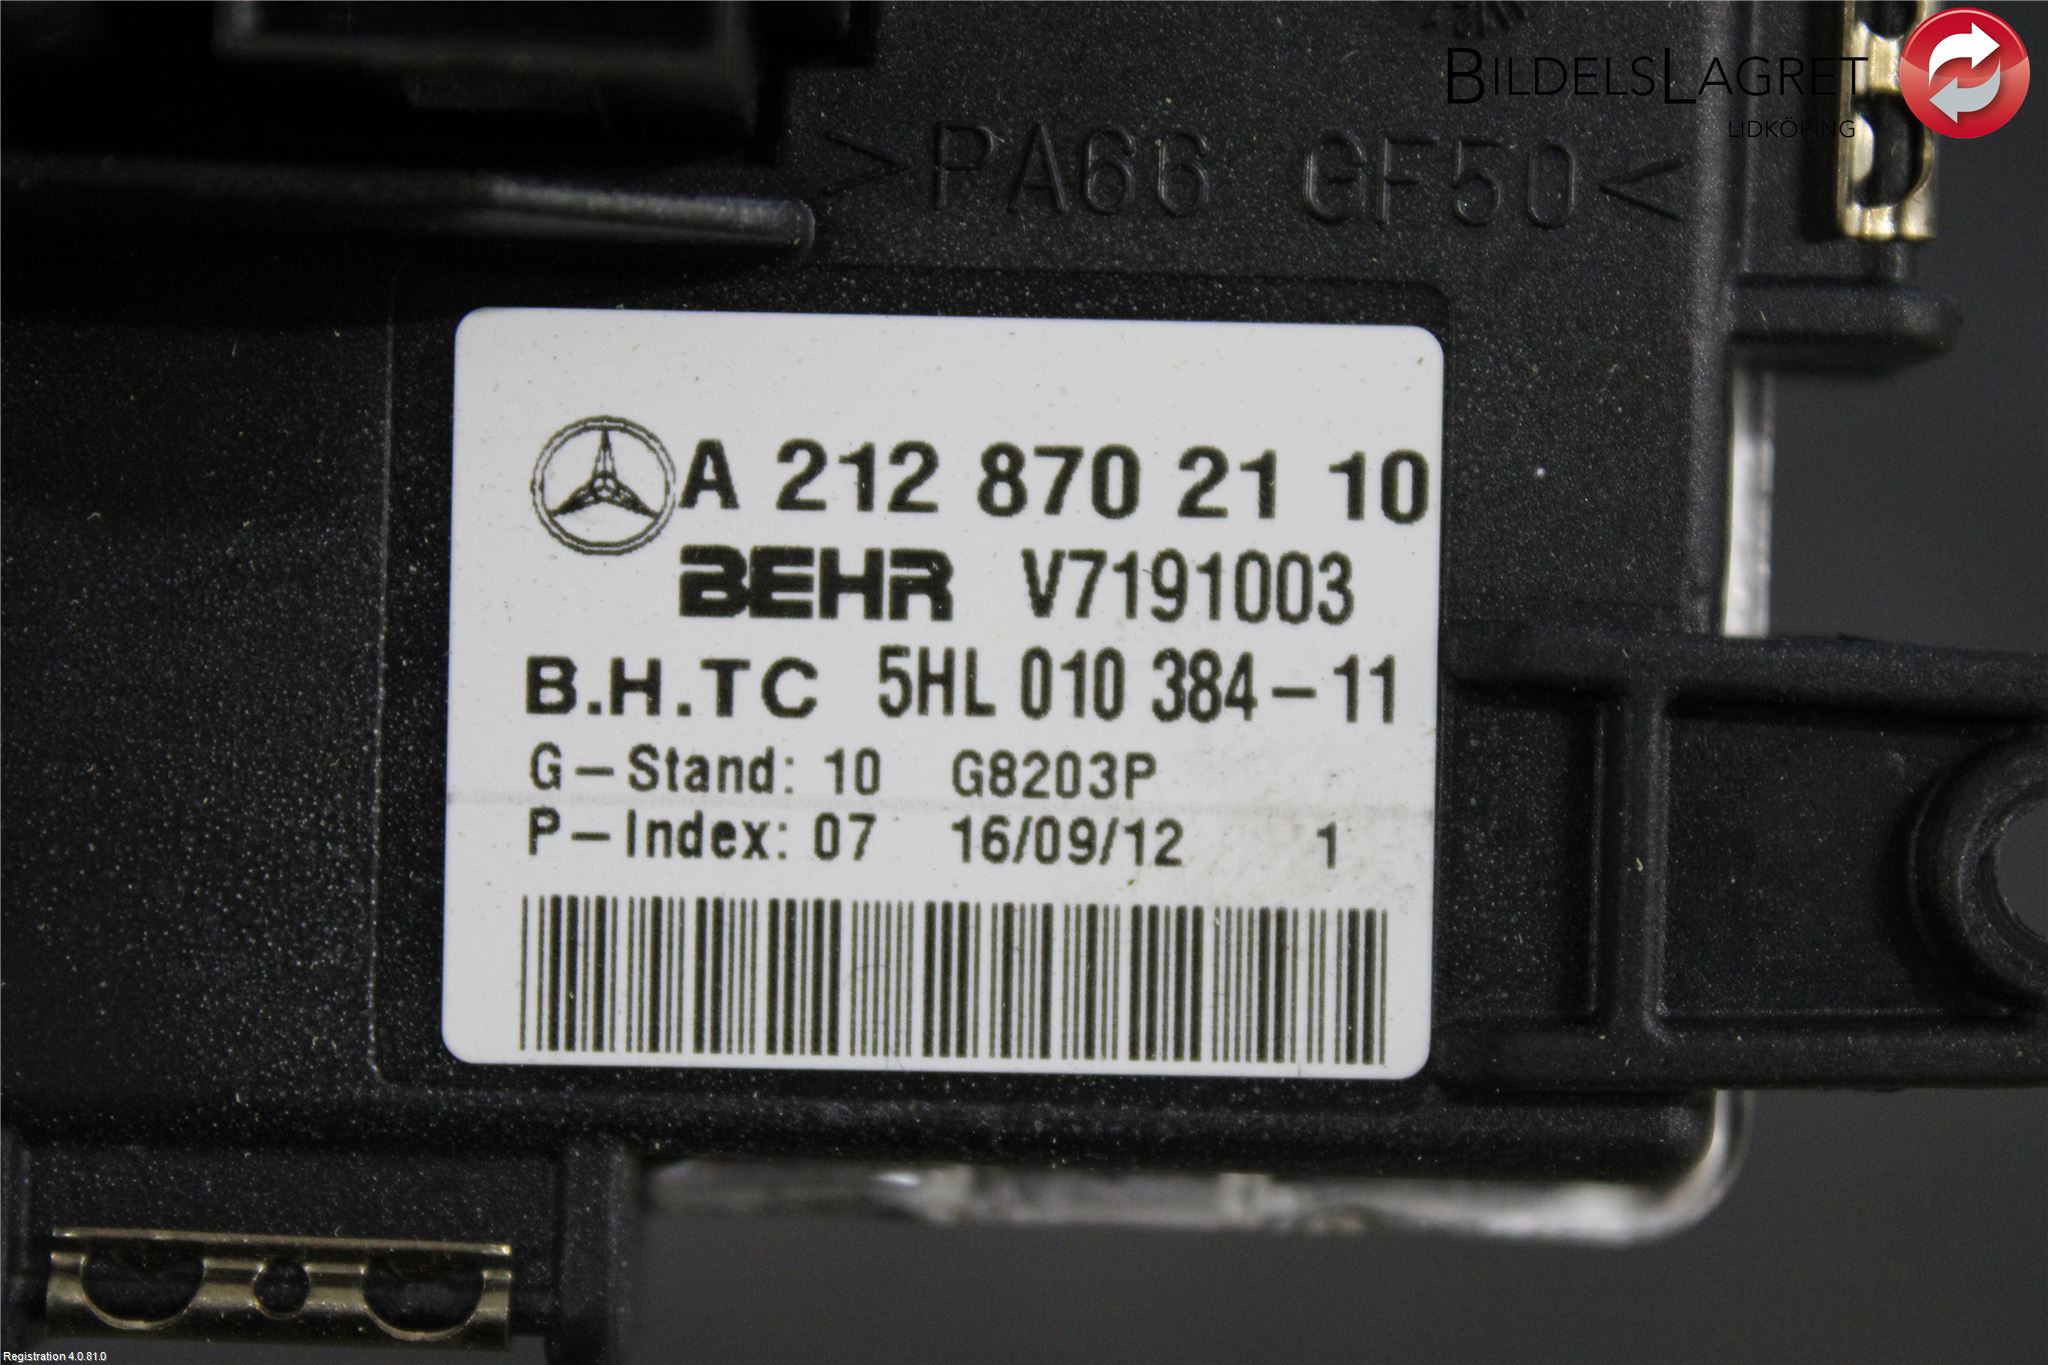 BILDELSLAGRET
LIDKÖPING
>PA66 GF50<
A 212 870 21 10
BEHR V7191003
B.H.TC 5HL 010 384-11
G-Stand: 10 G8203P
P-Index: 07 16/09/12 1
Registration 4.0.81.0